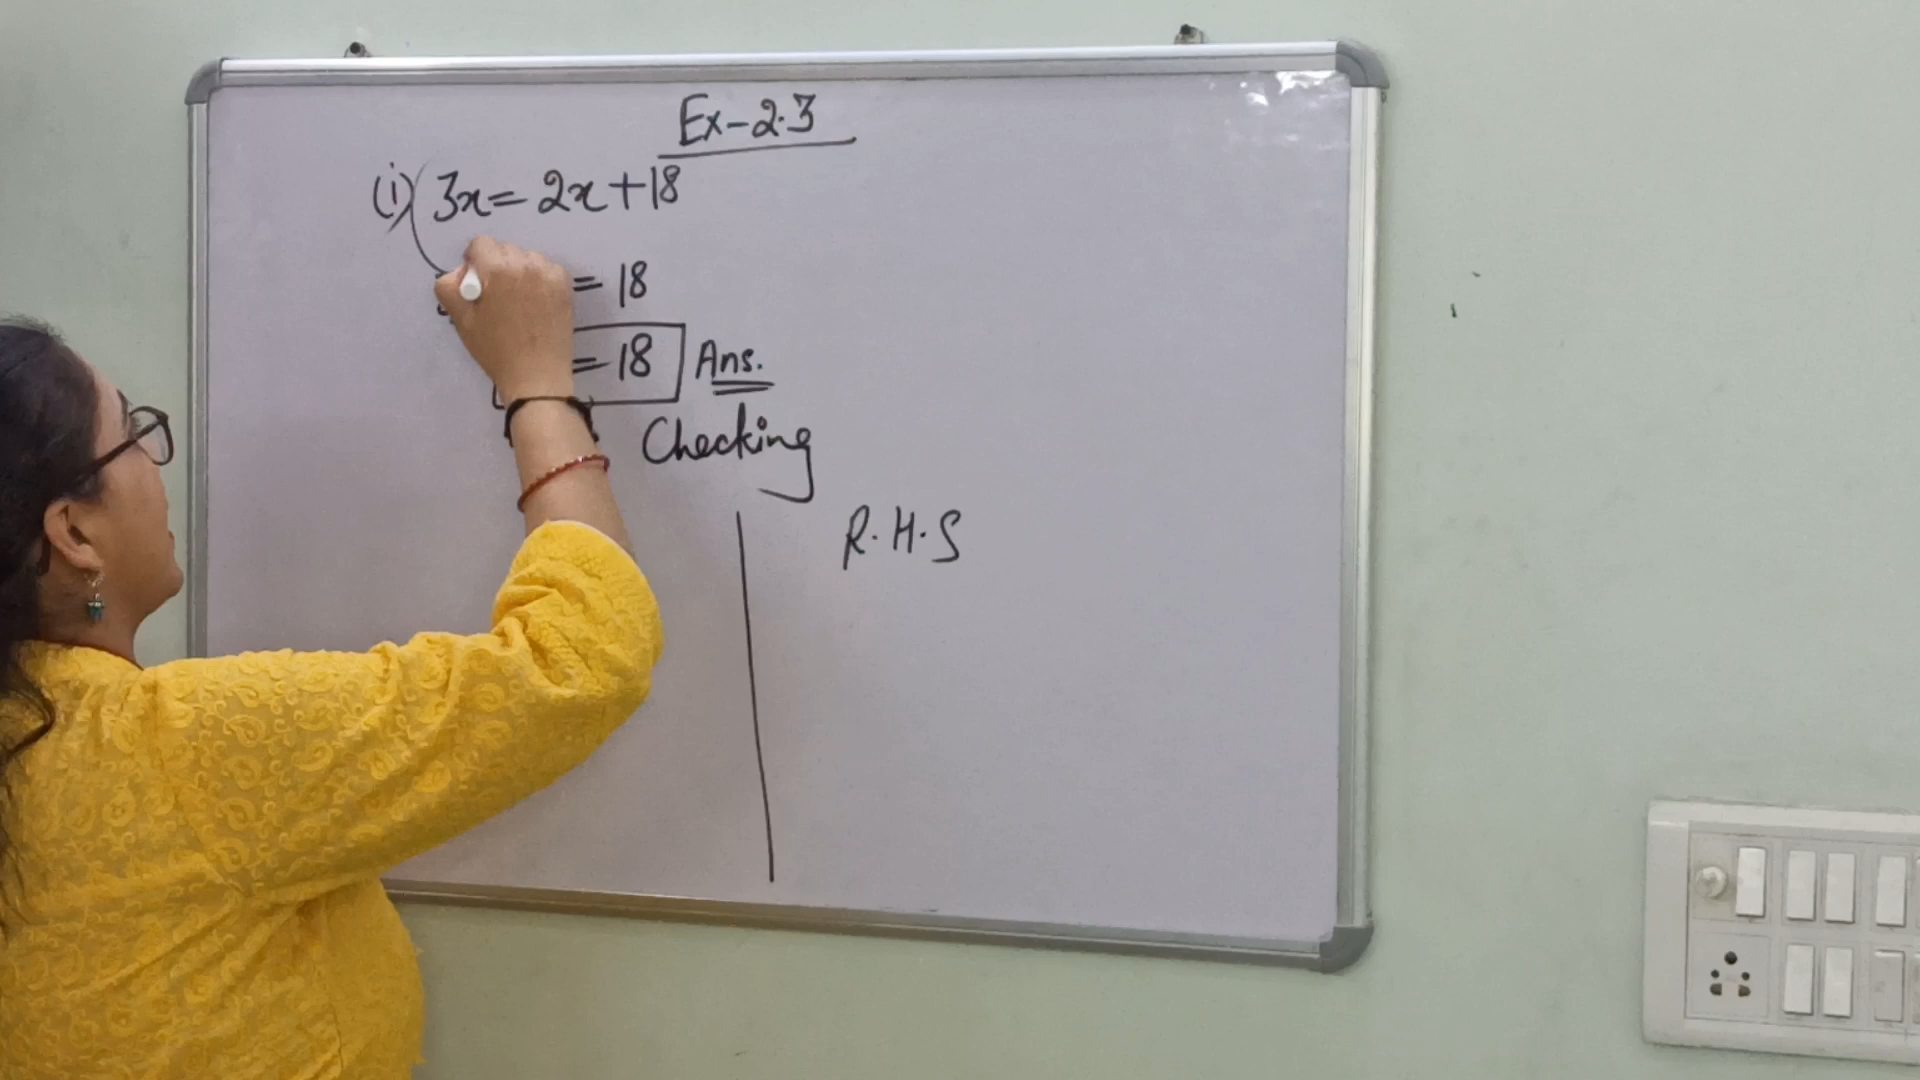 Ex-2.3
(i) 3x = 2x + 18
= 18
= 18 Ans.
Checking
R.H.S